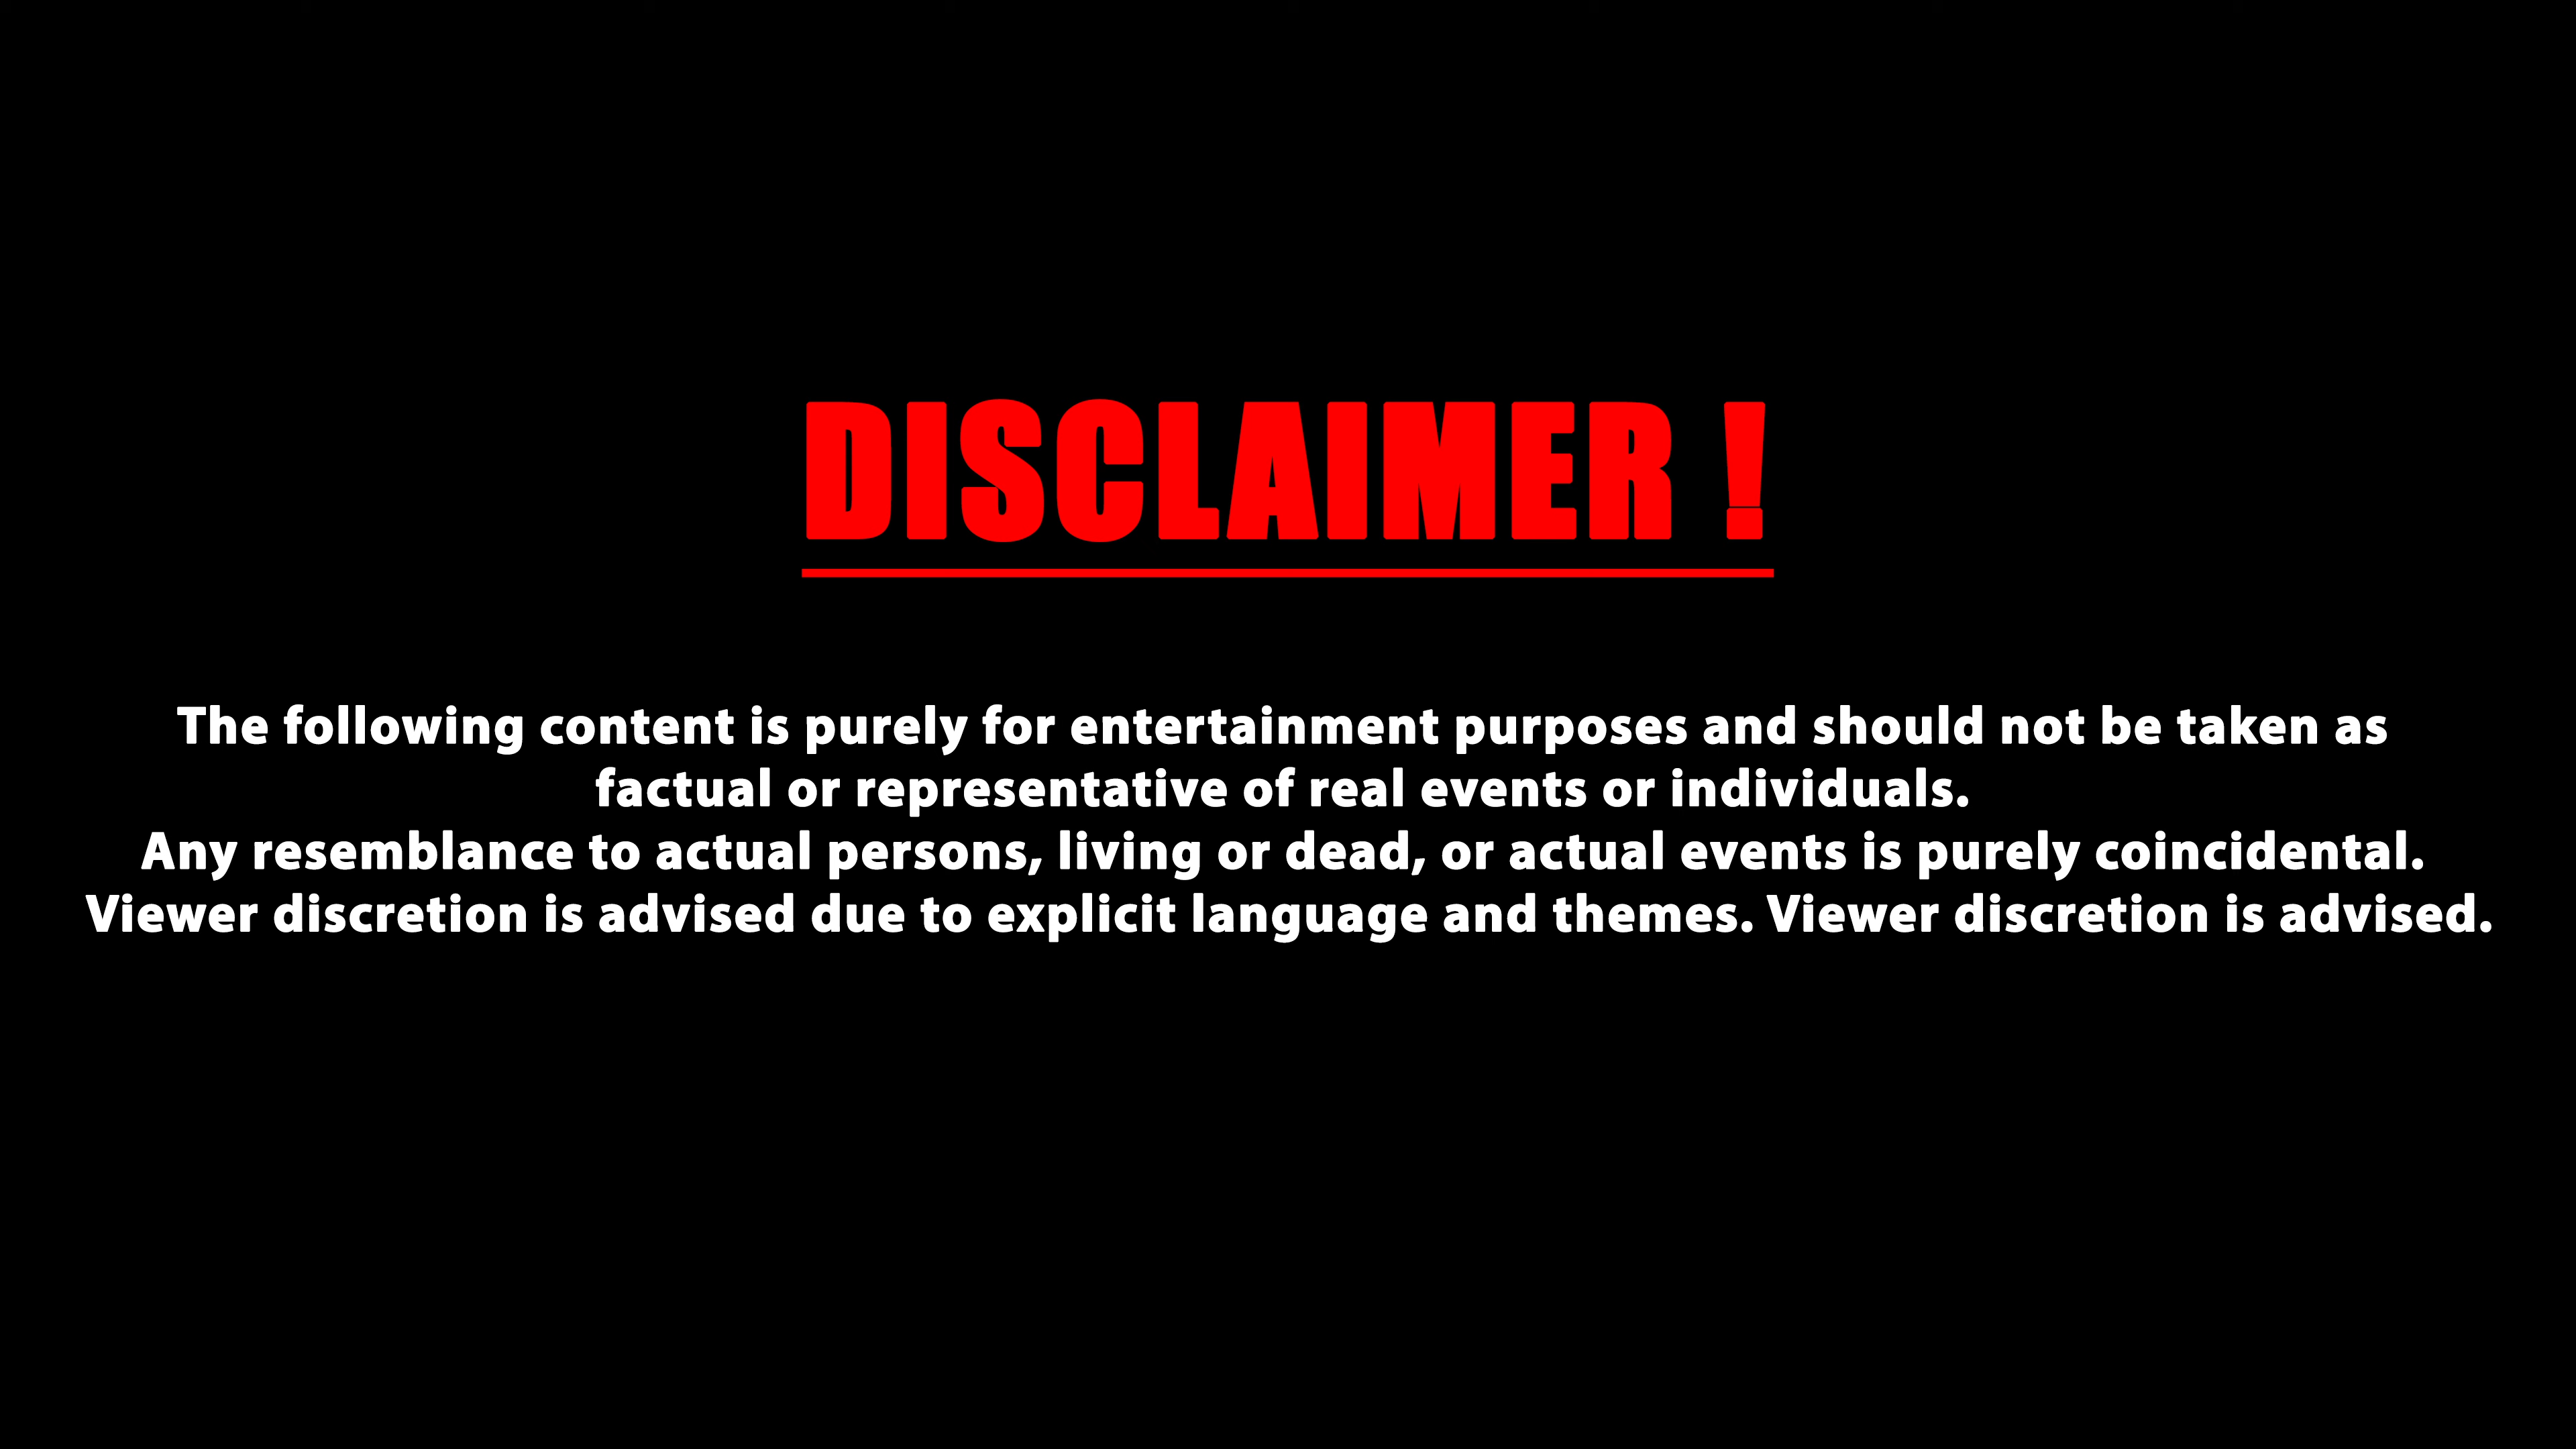 DISCLAIMER !
The following content is purely for entertainment purposes and should not be taken as
factual or representative of real events or individuals.
Any resemblance to actual persons, living or dead, or actual events is purely coincidental.
Viewer discretion is advised due to explicit language and themes. Viewer discretion is advised.